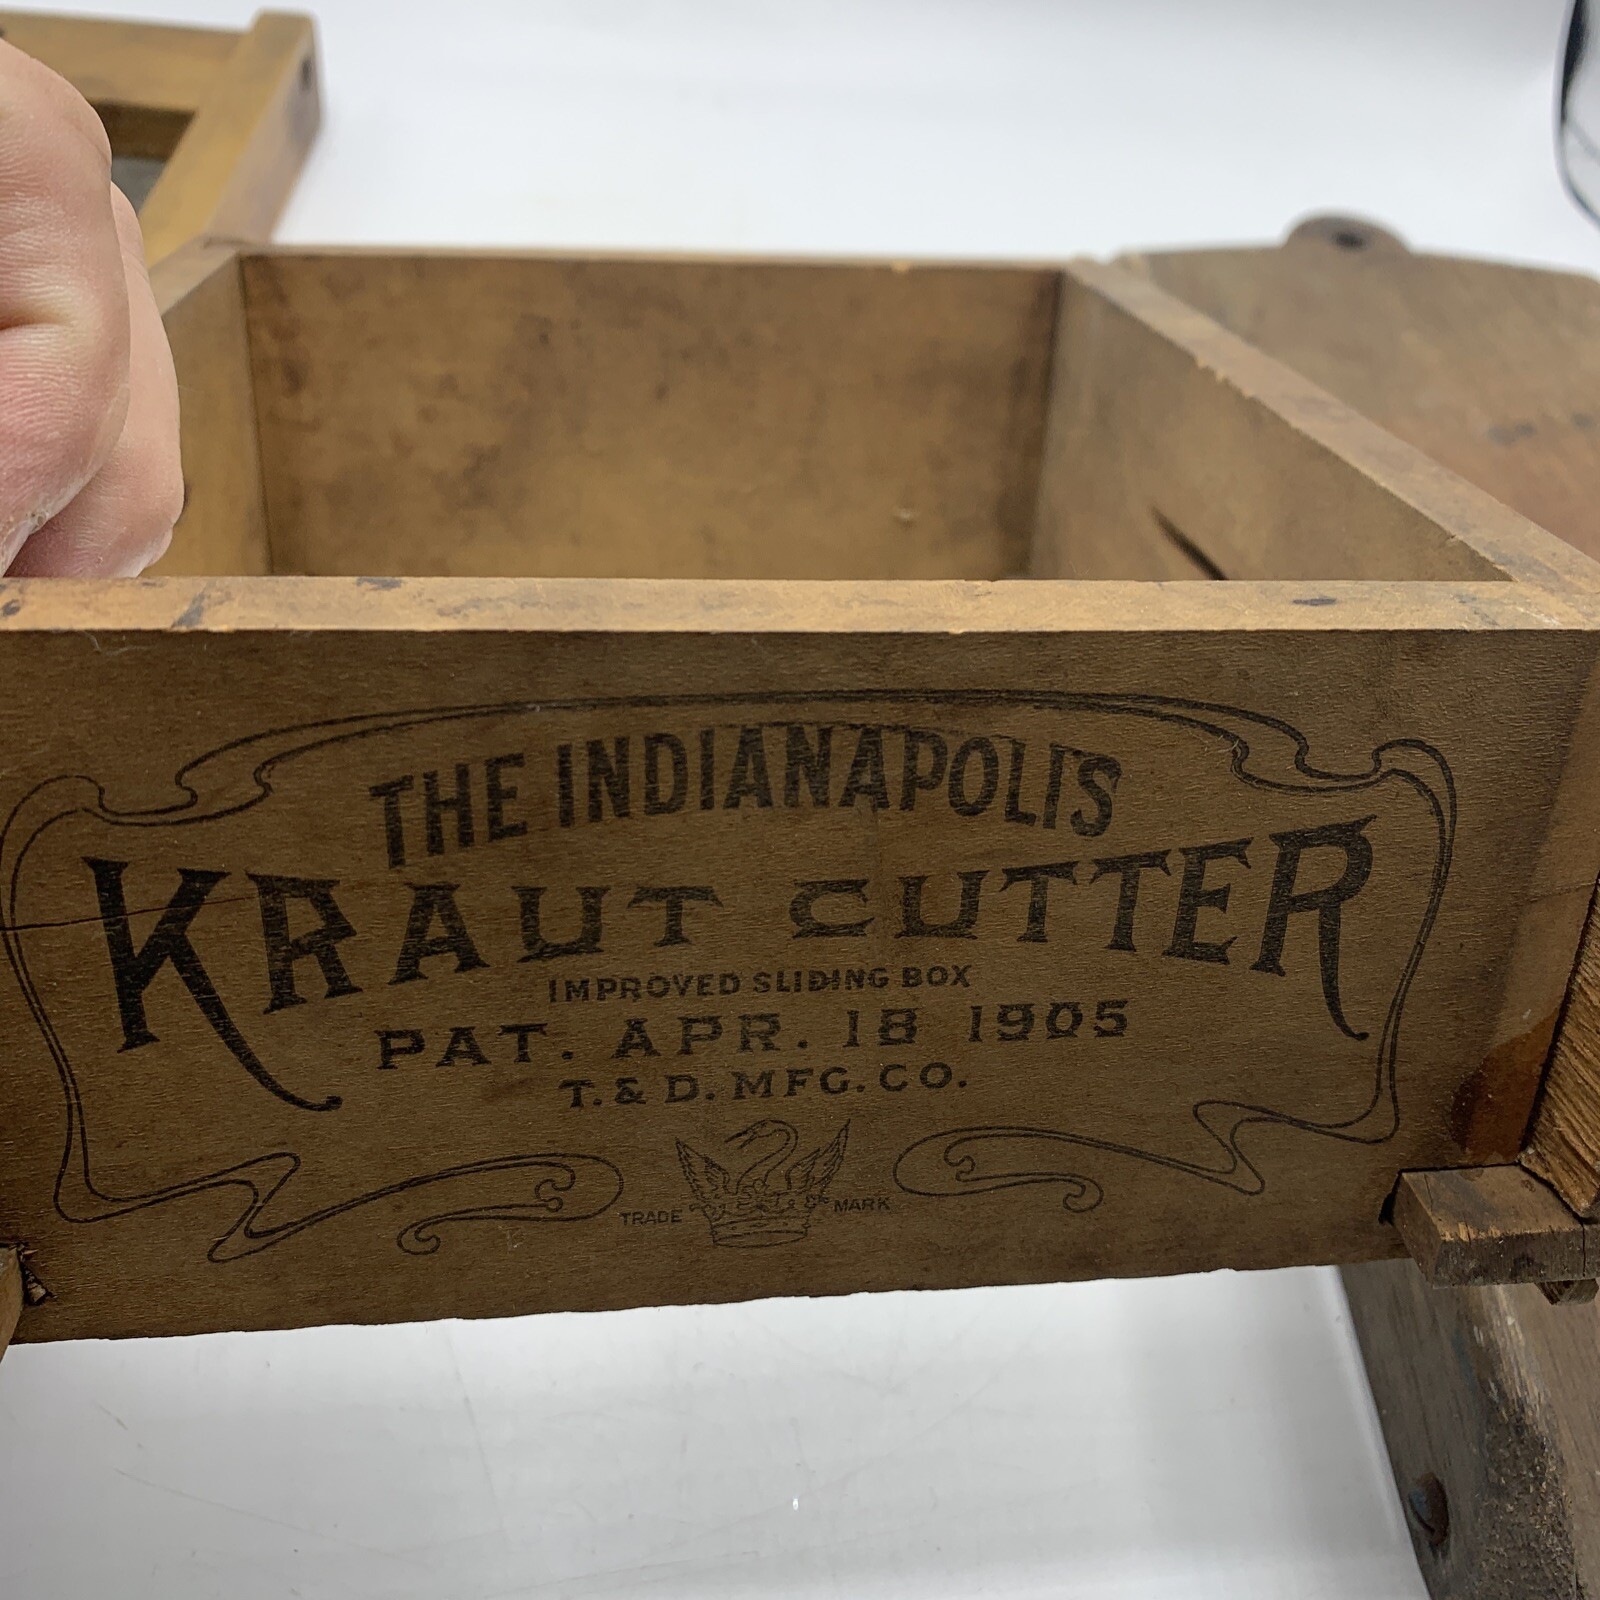 THE INDIANAPOLIS
KRAUT CUTTER
IMPROVED SLIDING BOX
PAT. APR. 18 1905
T. & D. MFG. CO.
TRADE MARK